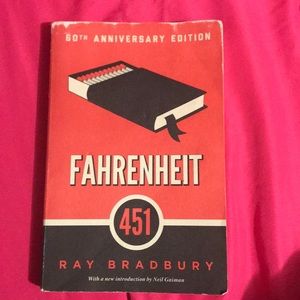 60TH ANNIVERSARY EDITION
FAHRENHEIT
451
RAY BRADBURY
With a new introduction by Neil Gaiman